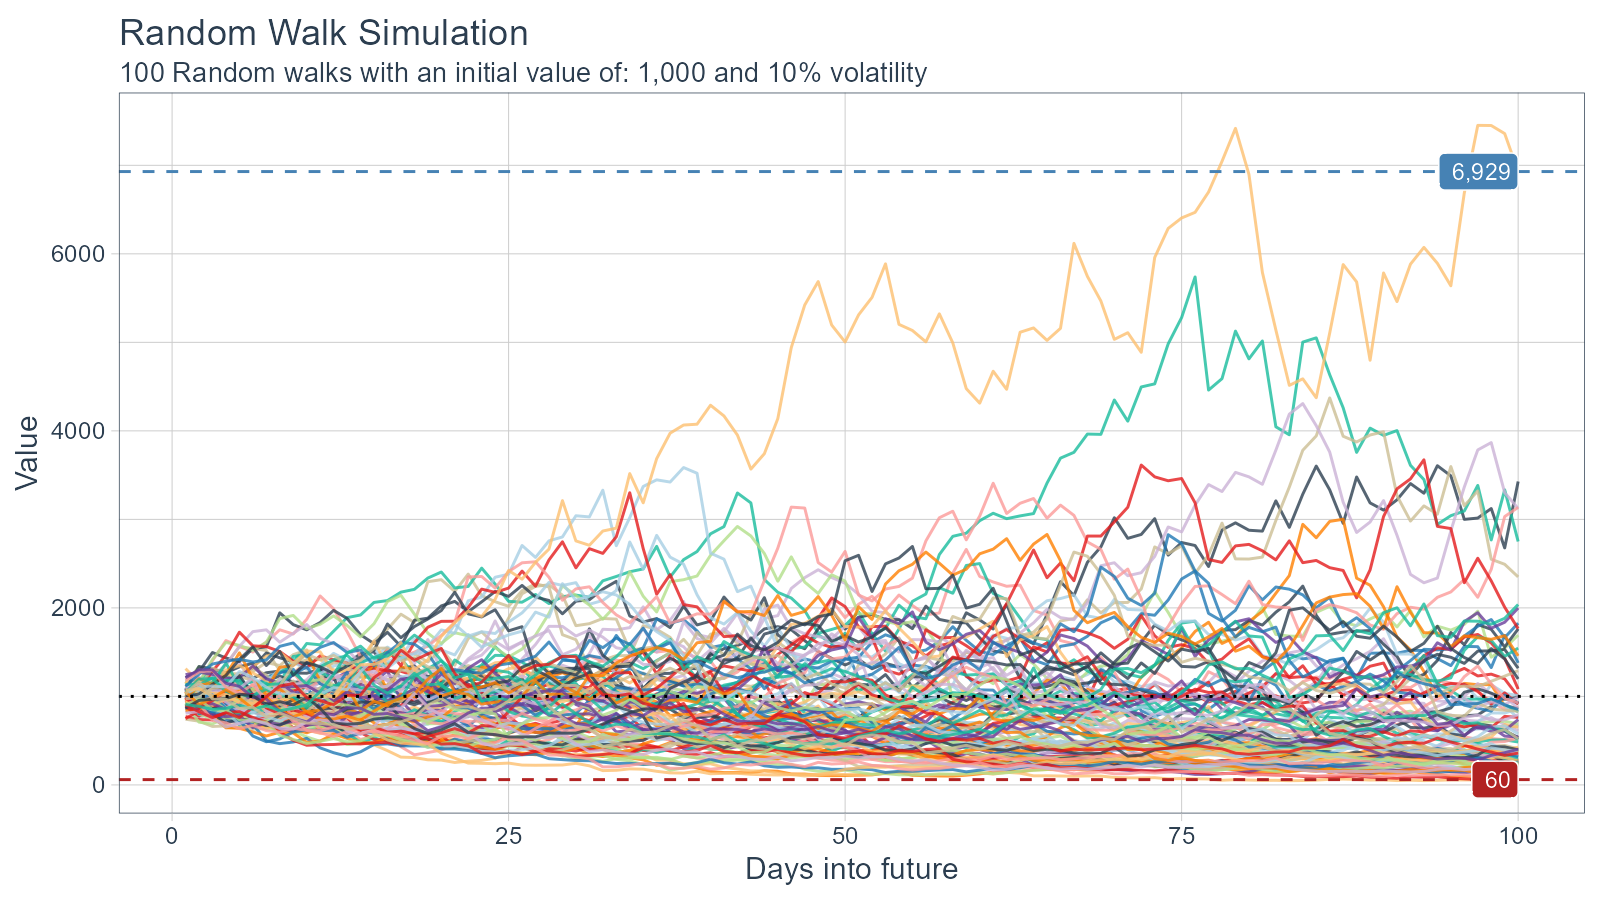 Random Walk Simulation
100 Random walks with an initial value of: 1,000 and 10% volatility
6,929
6000
4000
2000
0
60
Value
0 25 50 75 100
Days into future